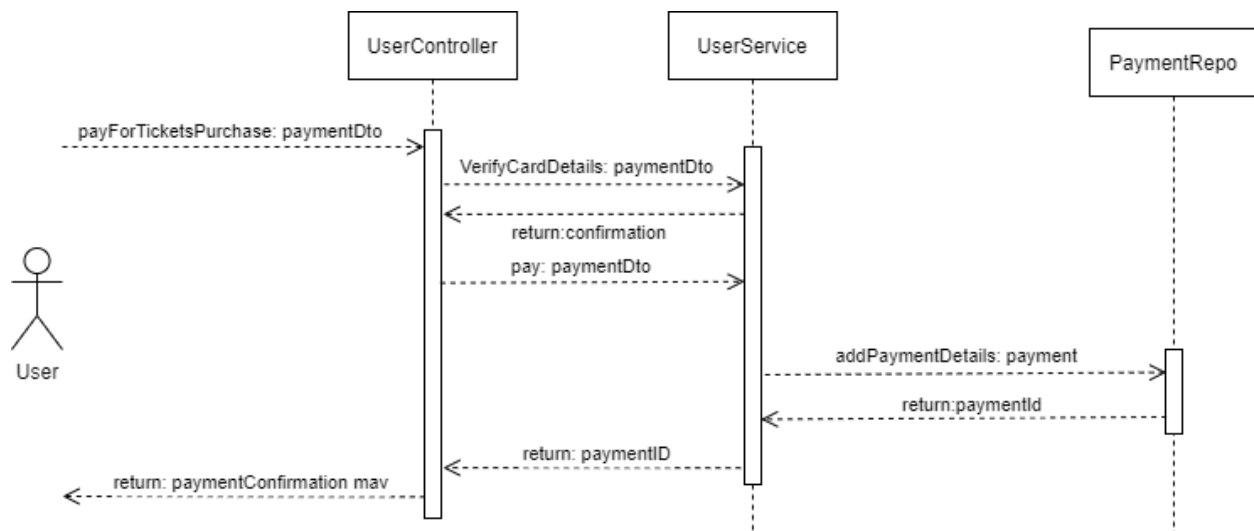 UserController
UserService
PaymentRepo
payForTicketsPurchase: paymentDto
VerifyCardDetails: paymentDto
return:confirmation
pay: paymentDto
User
addPaymentDetails: payment
return:paymentId
return: paymentID
return: paymentConfirmation mav